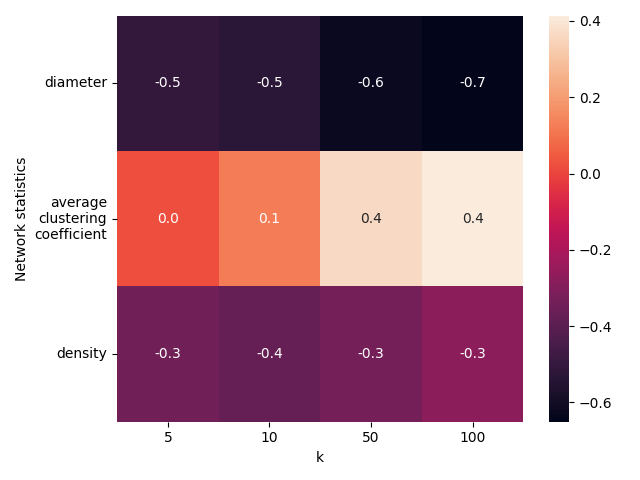 diameter
-0.5 -0.5 -0.6 -0.7
average
clustering
coefficient
0.0 0.1 0.4 0.4
density
-0.3 -0.4 -0.3 -0.3
5 10 50 100
k
Network statistics
0.4
0.2
0.0
−0.2
−0.4
−0.6